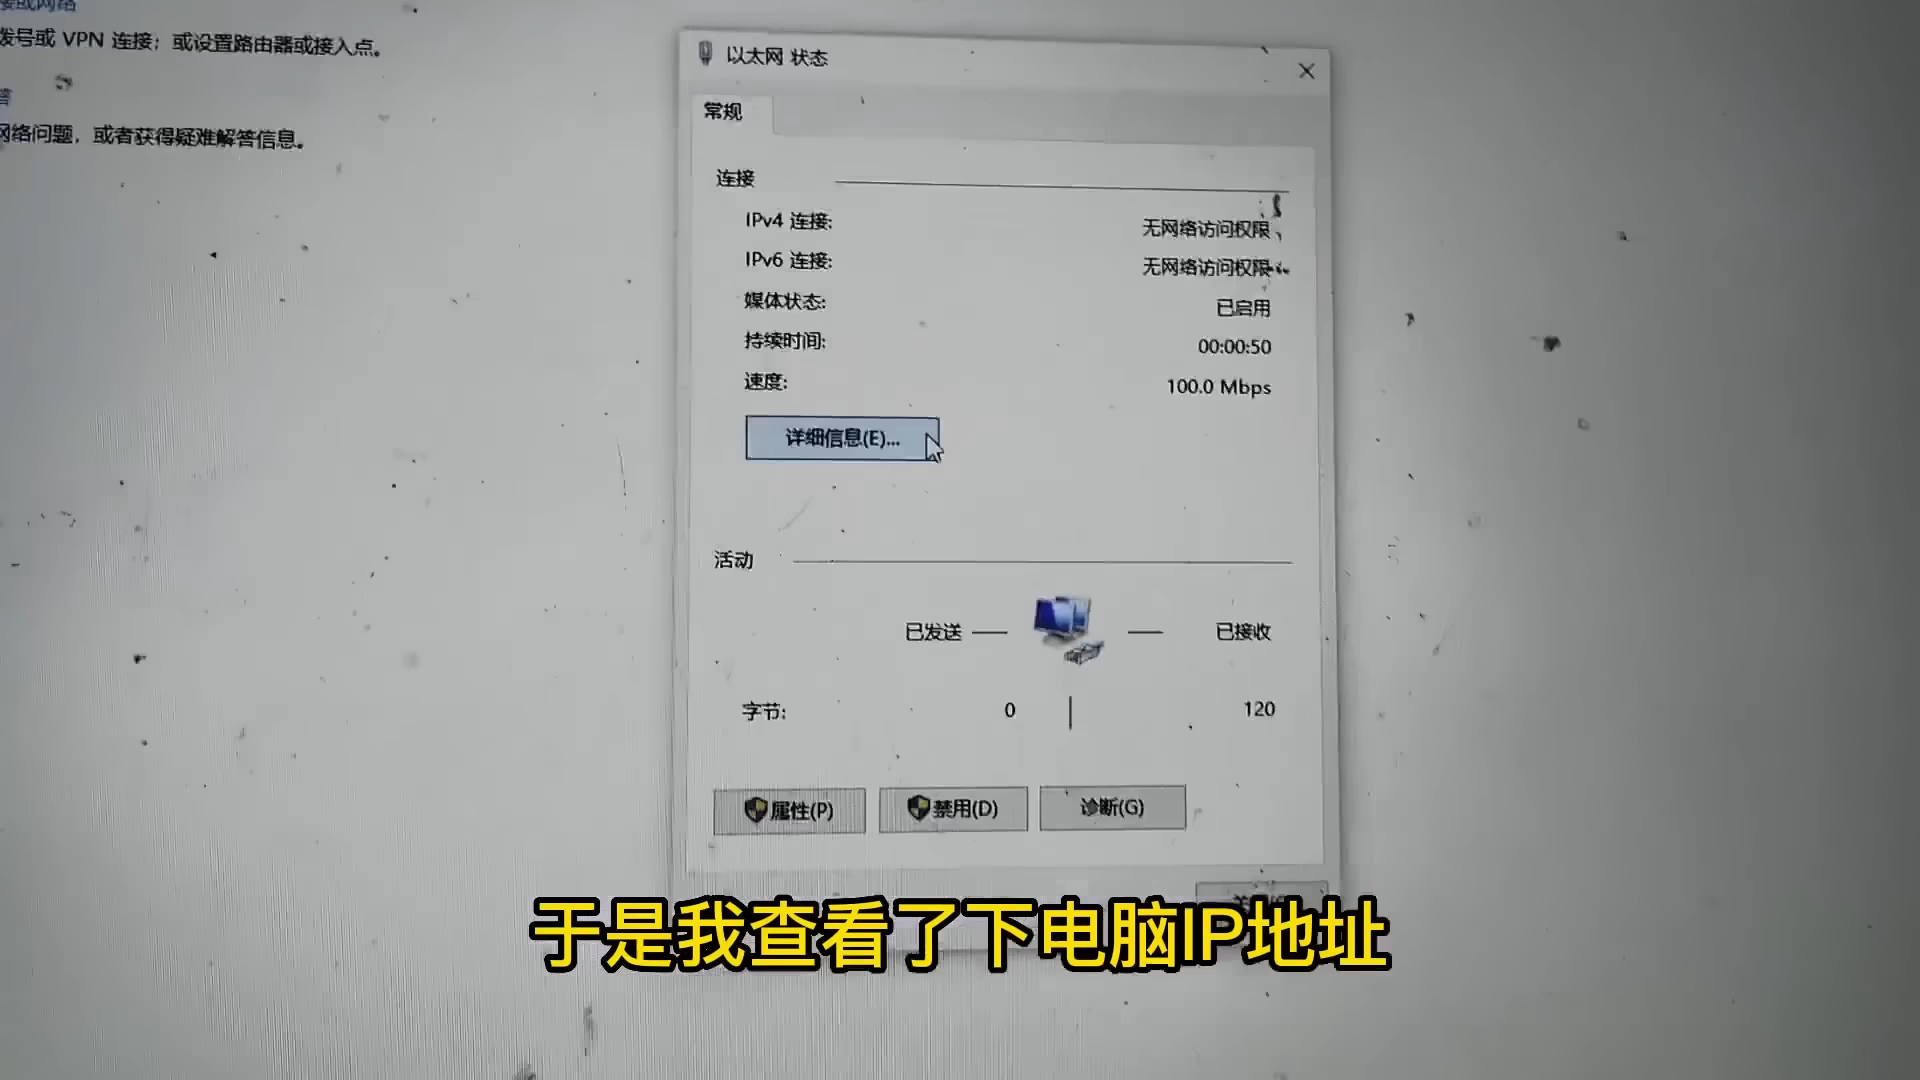 接或网络
拨号或 VPN 连接；或设置路由器或接入点。
答
网络问题，或者获得疑难解答信息。
以太网 状态
常规
连接
IPv4 连接:
无网络访问权限
IPv6 连接:
无网络访问权限
媒体状态:
已启用
持续时间:
00:00:50
速度:
100.0 Mbps
详细信息(E)...
活动
已发送
已接收
字节:
0
120
属性(P)
禁用(D)
诊断(G)
于是我查看了下电脑IP地址